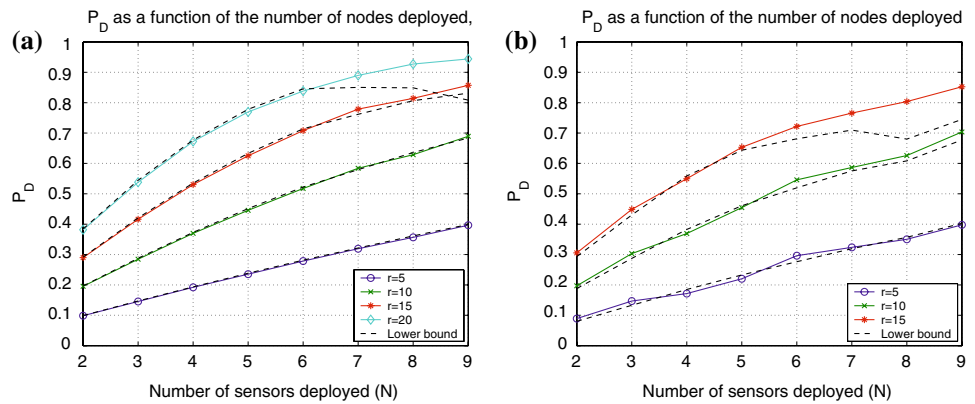 P_D as a function of the number of nodes deployed,
(a)
1
0.9
0.8
0.7
0.6
0.5
0.4
0.3
0.2
0.1
0
P_D
r=5
r=10
r=15
r=20
Lower bound
2 3 4 5 6 7 8 9
Number of sensors deployed (N)
P_D as a function of the number of nodes deployed
(b)
1
0.9
0.8
0.7
0.6
0.5
0.4
0.3
0.2
0.1
0
P_D
r=5
r=10
r=15
Lower bound
2 3 4 5 6 7 8 9
Number of sensors deployed (N)